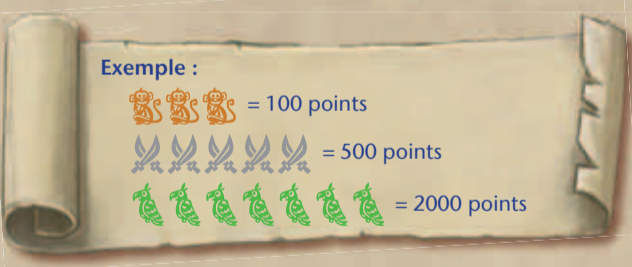 Exemple :
= 100 points
= 500 points
= 2000 points